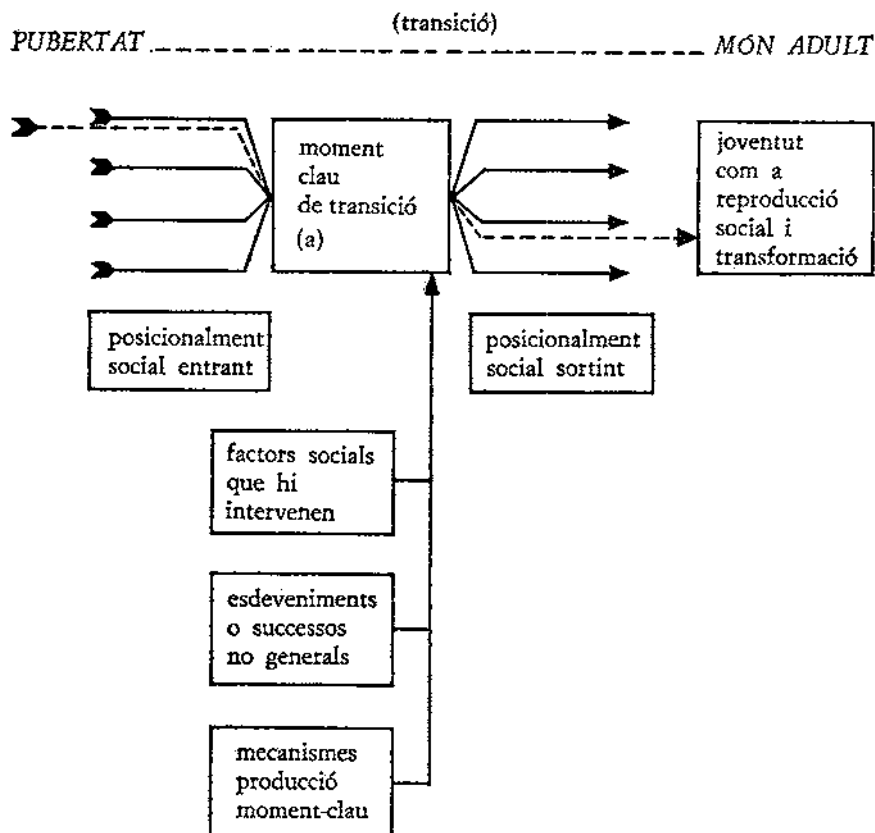 (transició)
PUBERTAT MÓN ADULT
moment
clau
de transició
(a)
joventut
com a
reproducció
social i
transformació
posicionalment
social entrant
posicionalment
social sortint
factors socials
que hi
intervenen
esdeveniments
o successos
no generals
mecanismes
producció
moment-clau